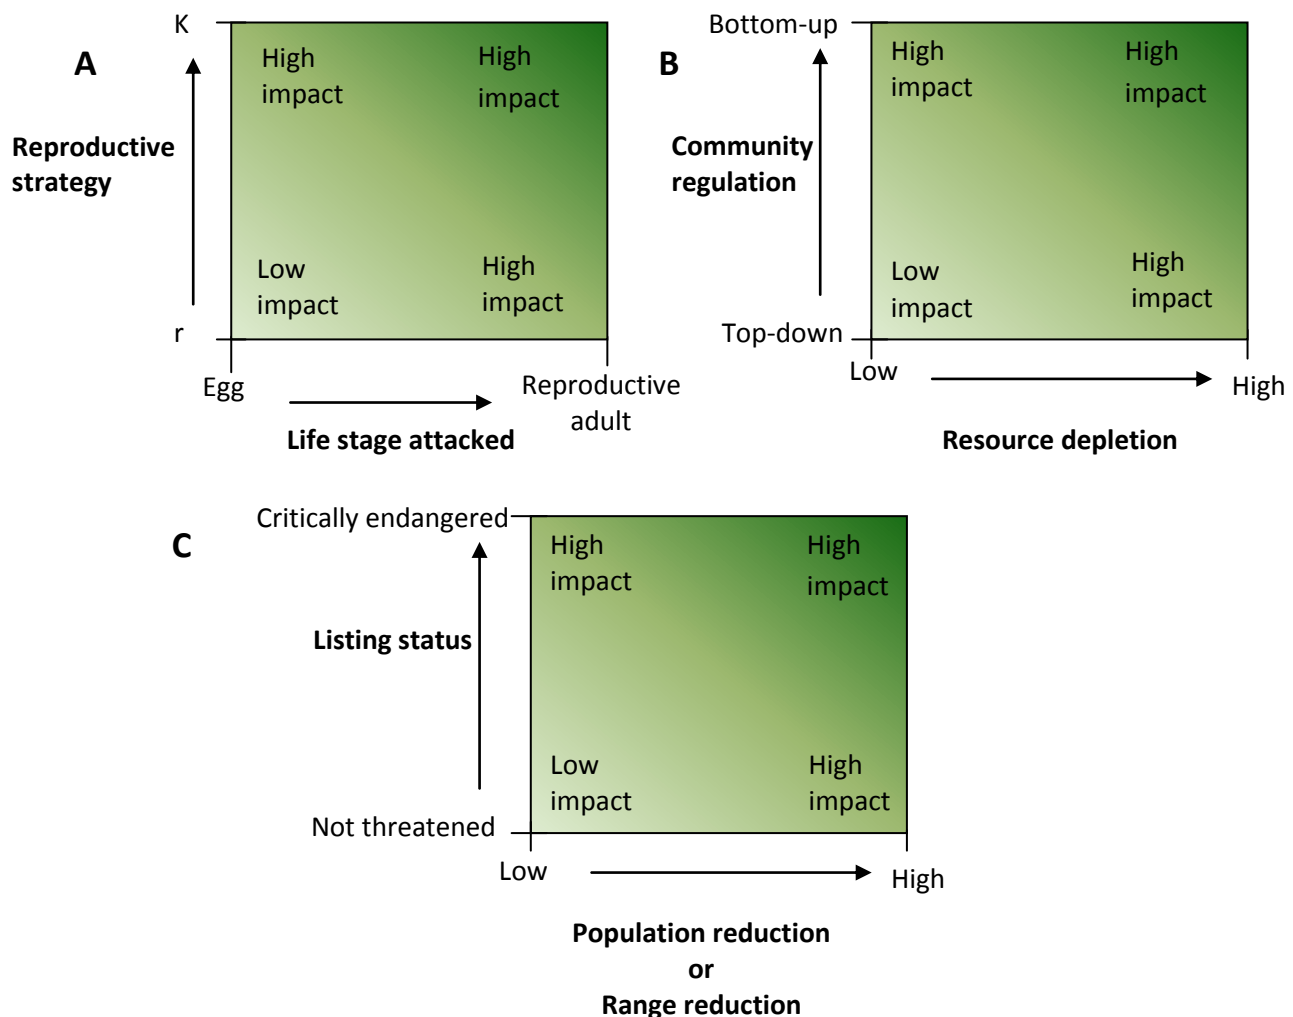 A
K
Reproductive
strategy
r
High
impact
High
impact
Low
impact
High
impact
Egg
Reproductive
adult
Life stage attacked
B
Bottom-up
Community
regulation
Top-down
High
impact
High
impact
Low
impact
High
impact
Low
High
Resource depletion
C
Critically endangered
Listing status
Not threatened
High
impact
High
impact
Low
impact
High
impact
Low
High
Population reduction
or
Range reduction